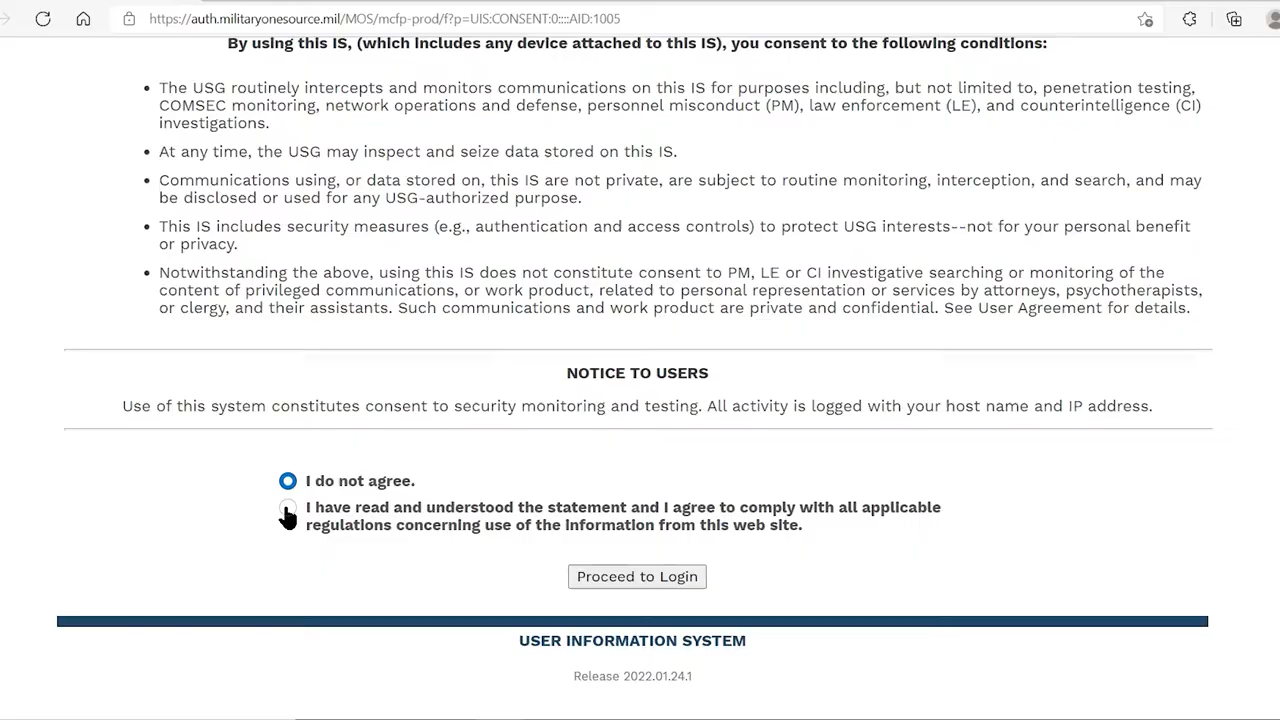 https://auth.militaryonesource.mil/MOS/mcfp-prod/f?p=UIS:CONSENT:0::::AID:1005
By using this IS, (which includes any device attached to this IS), you consent to the following conditions:
• The USG routinely intercepts and monitors communications on this IS for purposes including, but not limited to, penetration testing,
COMSEC monitoring, network operations and defense, personnel misconduct (PM), law enforcement (LE), and counterintelligence (CI)
investigations.
• At any time, the USG may inspect and seize data stored on this IS.
• Communications using, or data stored on, this IS are not private, are subject to routine monitoring, interception, and search, and may
be disclosed or used for any USG-authorized purpose.
• This IS includes security measures (e.g., authentication and access controls) to protect USG interests--not for your personal benefit
or privacy.
• Notwithstanding the above, using this IS does not constitute consent to PM, LE or CI investigative searching or monitoring of the
content of privileged communications, or work product, related to personal representation or services by attorneys, psychotherapists,
or clergy, and their assistants. Such communications and work product are private and confidential. See User Agreement for details.
NOTICE TO USERS
Use of this system constitutes consent to security monitoring and testing. All activity is logged with your host name and IP address.
I do not agree.
I have read and understood the statement and I agree to comply with all applicable
regulations concerning use of the information from this web site.
Proceed to Login
USER INFORMATION SYSTEM
Release 2022.01.24.1